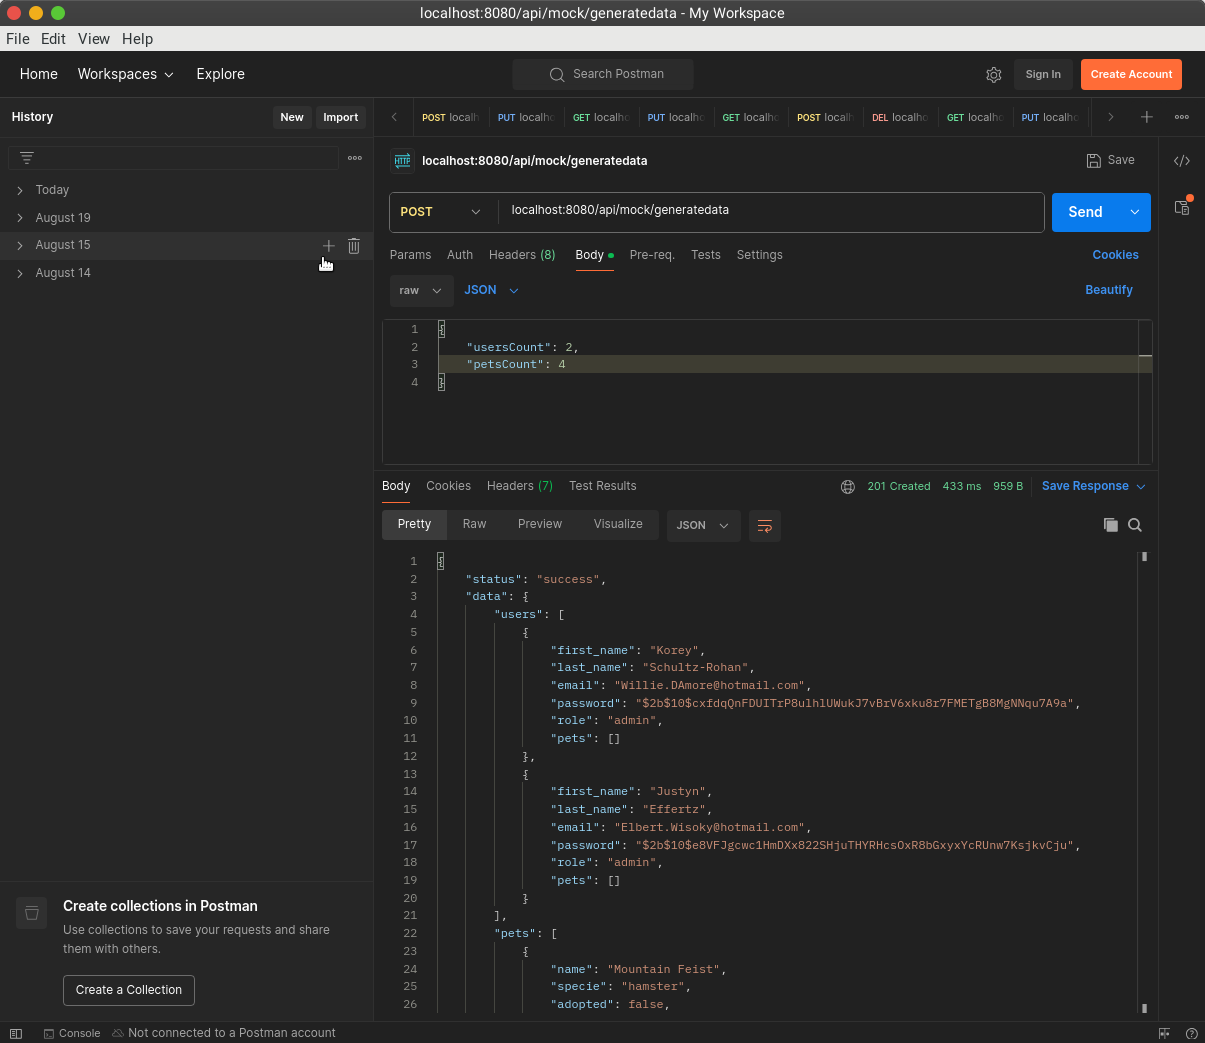 localhost:8080/api/mock/generatedata - My Workspace
File Edit View Help
Home Workspaces Explore Search Postman Sign In Create Account
History New Import
POST localh PUT localho GET localho PUT localho GET localho POST localh DEL localho GET localho PUT localho
HTTP localhost:8080/api/mock/generatedata Save
Today
August 19
August 15
August 14
POST localhost:8080/api/mock/generatedata Send
Params Auth Headers (8) Body Pre-req. Tests Settings Cookies
raw JSON Beautify
1 {
2 "usersCount": 2,
3 "petsCount": 4
4 }
Body Cookies Headers (7) Test Results 201 Created 433 ms 959 B Save Response
Pretty Raw Preview Visualize JSON
1 {
2 "status": "success",
3 "data": {
4 "users": [
5 {
6 "first_name": "Korey",
7 "last_name": "Schultz-Rohan",
8 "email": "Willie.DAmore@hotmail.com",
9 "password": "$2b$10$cxfdqQnFDUITrP8ulhlUWukJ7vBrV6xku8r7FMETgB8MgNNqu7A9a",
10 "role": "admin",
11 "pets": []
12 },
13 {
14 "first_name": "Justyn",
15 "last_name": "Effertz",
16 "email": "Elbert.Wisoky@hotmail.com",
17 "password": "$2b$10$e8VFJgcwc1HmDXx822SHjuTHYRHcsOxR8bGxyxYcRUnw7KsjkvCju",
18 "role": "admin",
19 "pets": []
20 }
21 ],
22 "pets": [
23 {
24 "name": "Mountain Feist",
25 "specie": "hamster",
26 "adopted": false,
Create collections in Postman
Use collections to save your requests and share
them with others.
Create a Collection
Console Not connected to a Postman account